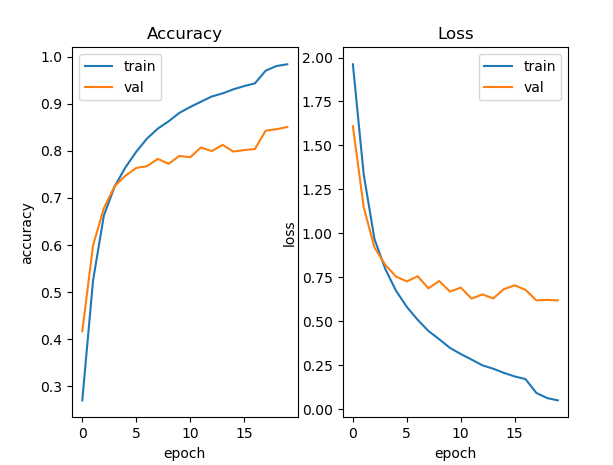 Accuracy
train
val
1.0
0.9
0.8
0.7
0.6
0.5
0.4
0.3
accuracy
0 5 10 15
epoch
Loss
train
val
2.00
1.75
1.50
1.25
1.00
0.75
0.50
0.25
0.00
loss
0 5 10 15
epoch